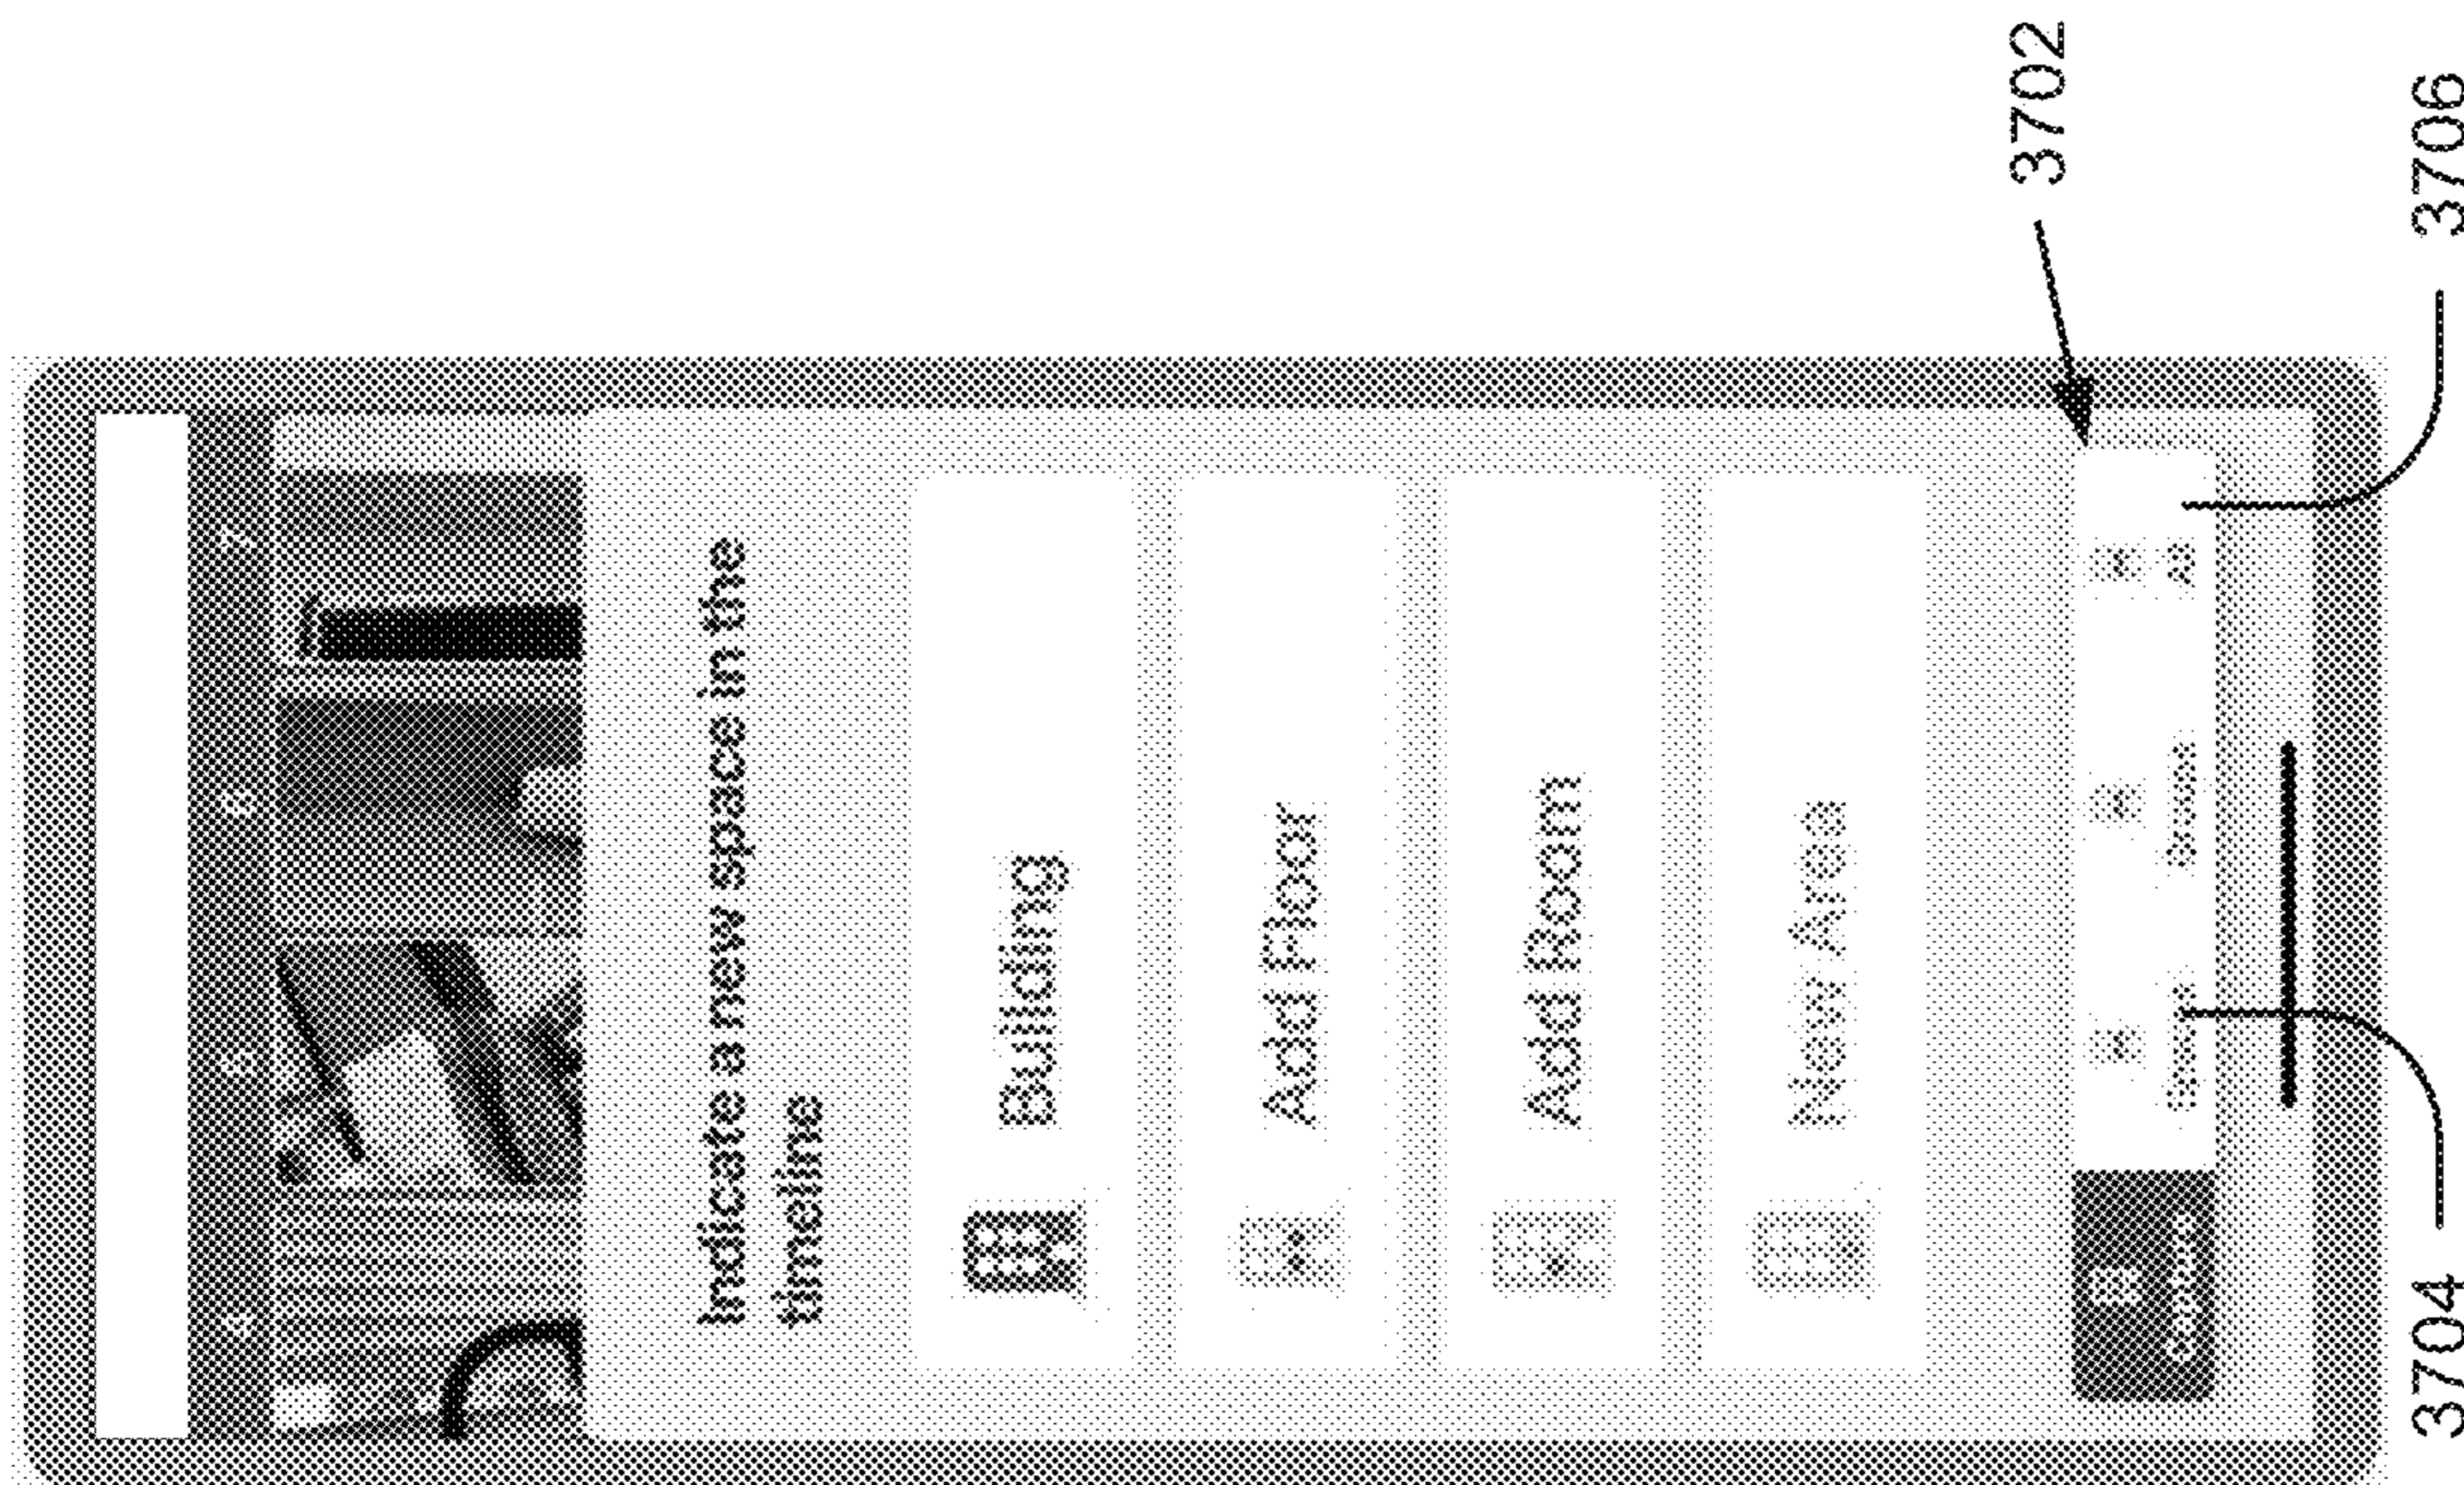 Indicate a new space in the
timeline
Building
Add Floor
Add Room
New Area
3702
3704
3706